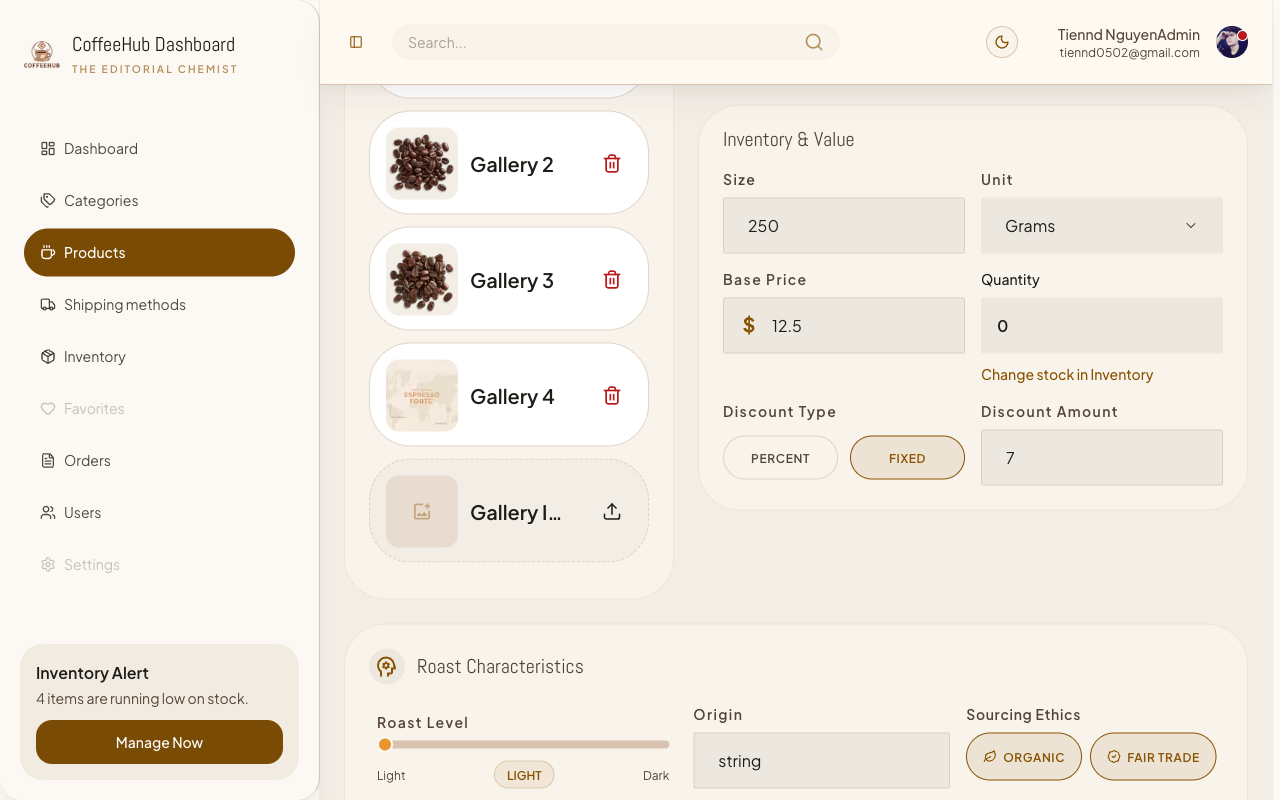 COFFEEHUB
CoffeeHub Dashboard
THE EDITORIAL CHEMIST
Search...
Tiennd NguyenAdmin
tiennd0502@gmail.com
Dashboard
Categories
Products
Shipping methods
Inventory
Favorites
Orders
Users
Settings
Inventory Alert
4 items are running low on stock.
Manage Now
Gallery 2
Gallery 3
ESPRESSO
FORTE
Gallery 4
Gallery I...
Inventory & Value
Size
Unit
250
Grams
Base Price
Quantity
$ 12.5
0
Change stock in Inventory
Discount Type
Discount Amount
PERCENT
FIXED
7
Roast Characteristics
Roast Level
Origin
Sourcing Ethics
string
ORGANIC
FAIR TRADE
Light
LIGHT
Dark